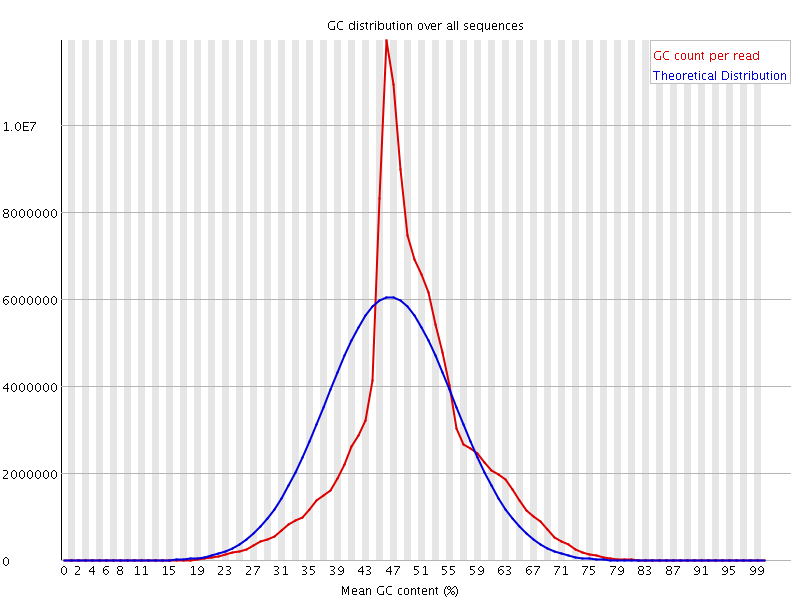 GC distribution over all sequences
GC count per read
Theoretical Distribution
1.0E7
8000000
6000000
4000000
2000000
0
0 2 4 6 8 11 15 19 23 27 31 35 39 43 47 51 55 59 63 67 71 75 79 83 87 91 95 99
Mean GC content (%)